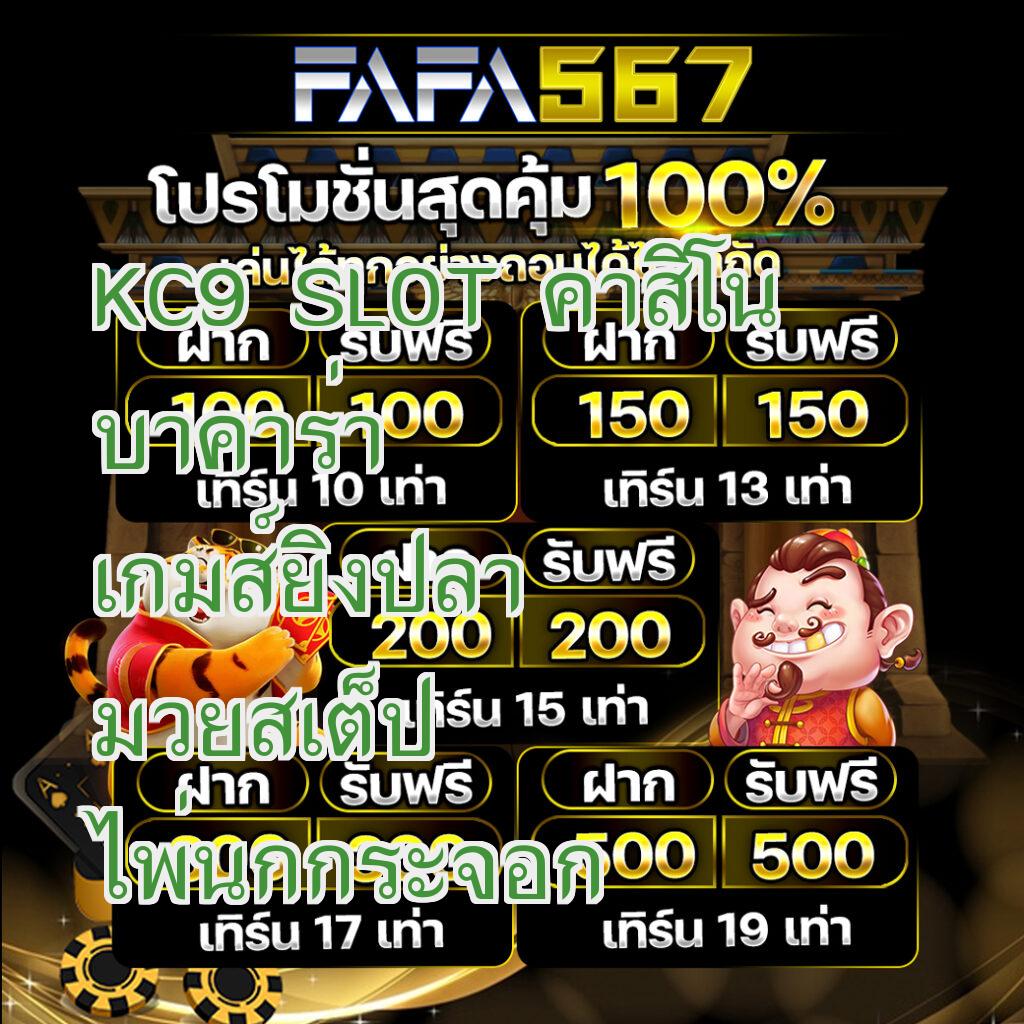 FAFA567
โปรโมชั่นสุดคุ้ม 100%
KC9 SLOT คาสิโน
ฝาก รับฟรี ฝาก รับฟรี
บาคาร่า
100 100 150 150
เทิร์น 10 เท่า เทิร์น 13 เท่า
เกมส์ยิงปลา
ฝาก รับฟรี
200 200
มวยสเต็ป
เทิร์น 15 เท่า
ฝาก รับฟรี ฝาก รับฟรี
ไพ่นกกระจอก
500 500
เทิร์น 17 เท่า เทิร์น 19 เท่า